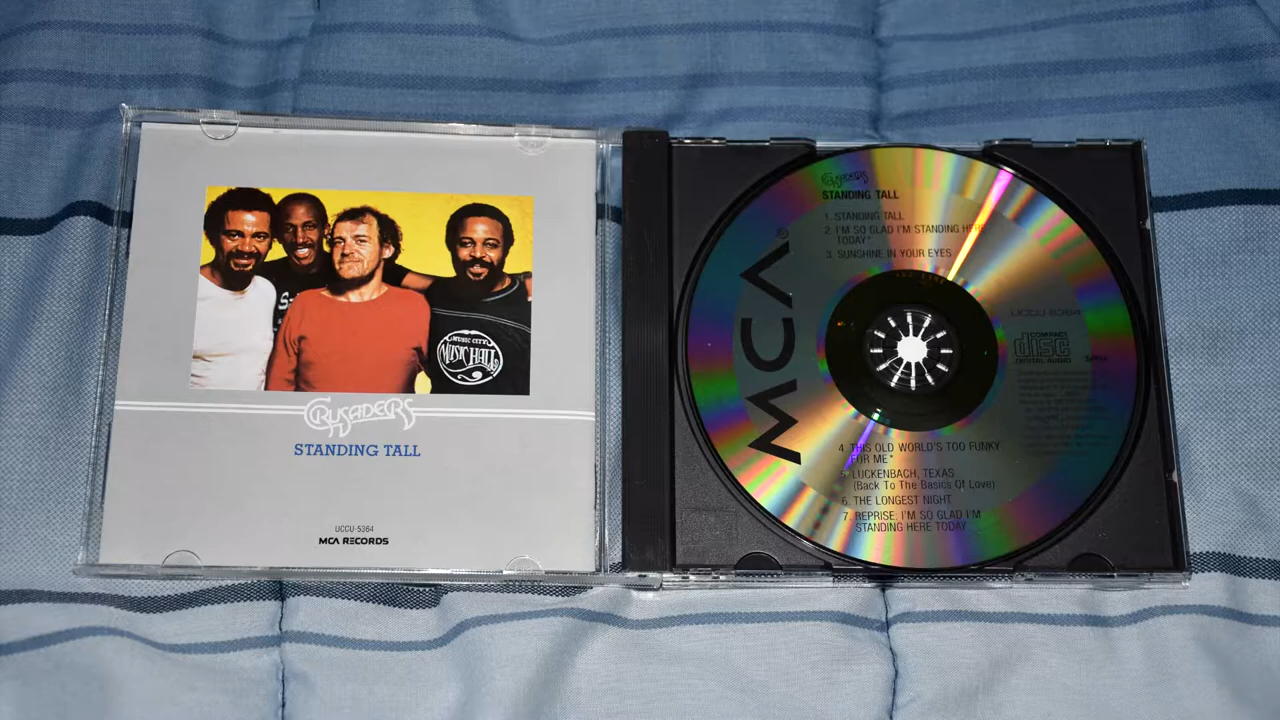 MUSIC CITY
MUSIC HALL
CRUSADERS
STANDING TALL
UCCU-5364
MCA RECORDS
CRUSADERS
STANDING TALL
1. STANDING TALL
2. I'M SO GLAD I'M STANDING HERE
TODAY*
3. SUNSHINE IN YOUR EYES
MCA®
UCCU-5364
COMPACT
disc
DIGITAL AUDIO
4. THIS OLD WORLD'S TOO FUNKY
FOR ME*
5. LUCKENBACH, TEXAS
(Back To The Basics Of Love)
6. THE LONGEST NIGHT
7. REPRISE: I'M SO GLAD I'M
STANDING HERE TODAY